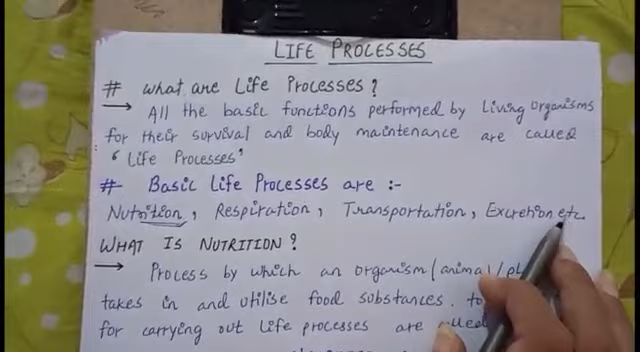 LIFE PROCESSES
# What are Life Processes?
→ All the basic functions performed by living organisms
for their survival and body maintenance are called
'Life Processes'
# Basic Life Processes are :-
Nutrition, Respiration, Transportation, Excretion etc.
WHAT IS NUTRITION?
→ Process by which an organism/animal/
takes in and utilise food substances.
for carrying out life processes are